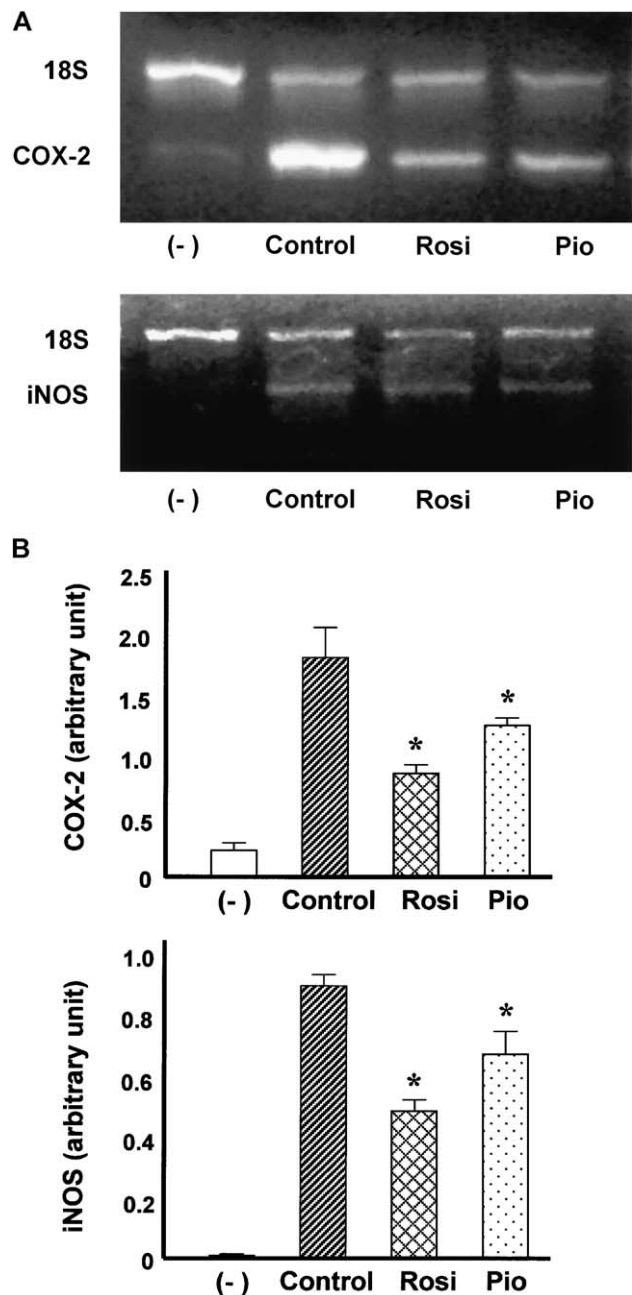 A
18S
COX-2
(-) Control Rosi Pio
18S
iNOS
(-) Control Rosi Pio
B
COX-2 (arbitrary unit)
2.5
2.0
1.5
1.0
0.5
0
* *
(-) Control Rosi Pio
iNOS (arbitrary unit)
1.0
0.8
0.6
0.4
0.2
0
* *
(-) Control Rosi Pio